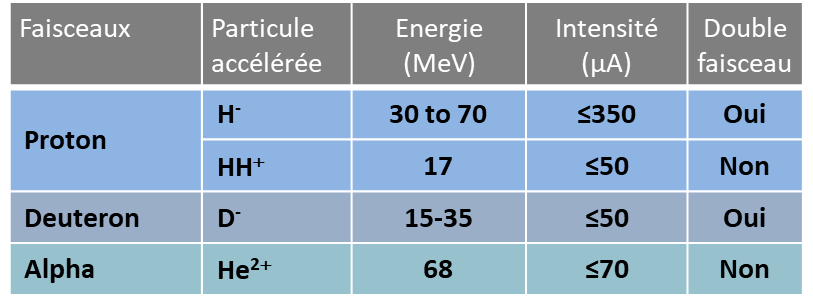 Faisceaux Particule accélérée Energie (MeV) Intensité (µA) Double faisceau
Proton H⁻ 30 to 70 ≤350 Oui
HH⁺ 17 ≤50 Non
Deuteron D⁻ 15-35 ≤50 Oui
Alpha He²⁺ 68 ≤70 Non